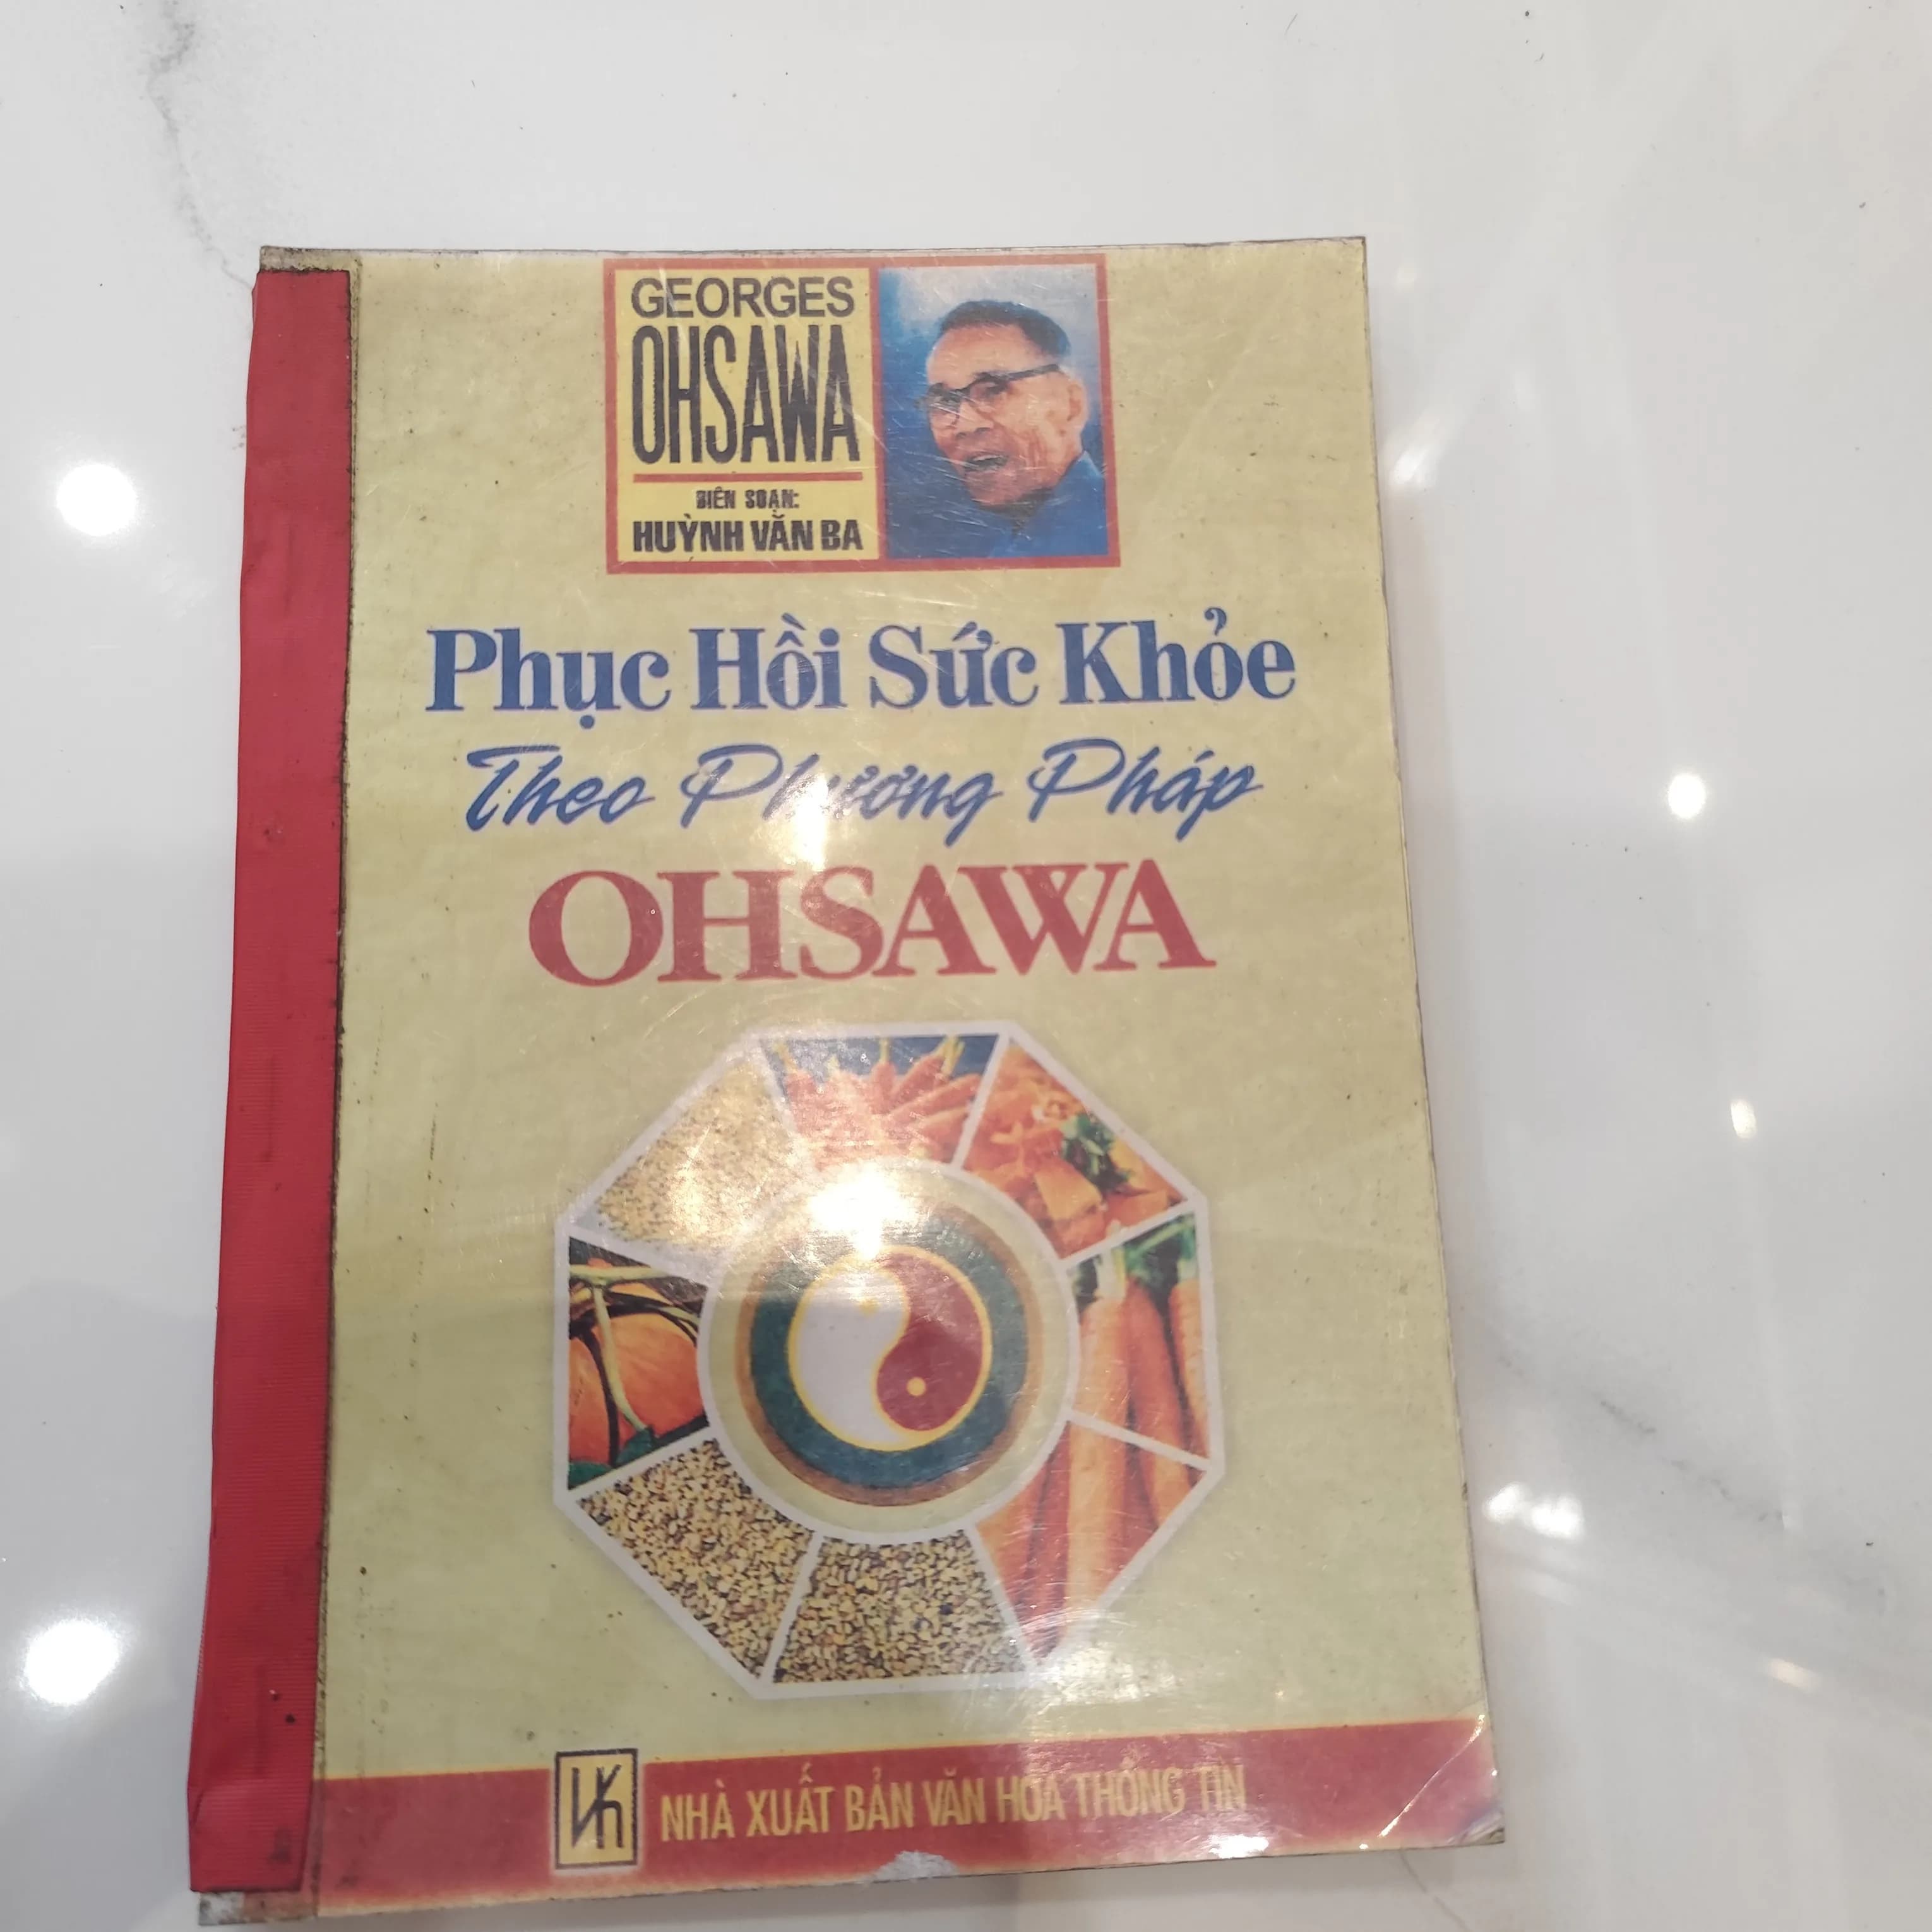 GEORGES
OHSAWA
BIÊN SOẠN:
HUỲNH VĂN BA
Phục Hồi Sức Khỏe
Theo Phương Pháp
OHSAWA
NHÀ XUẤT BẢN VĂN HÓA THÔNG TIN